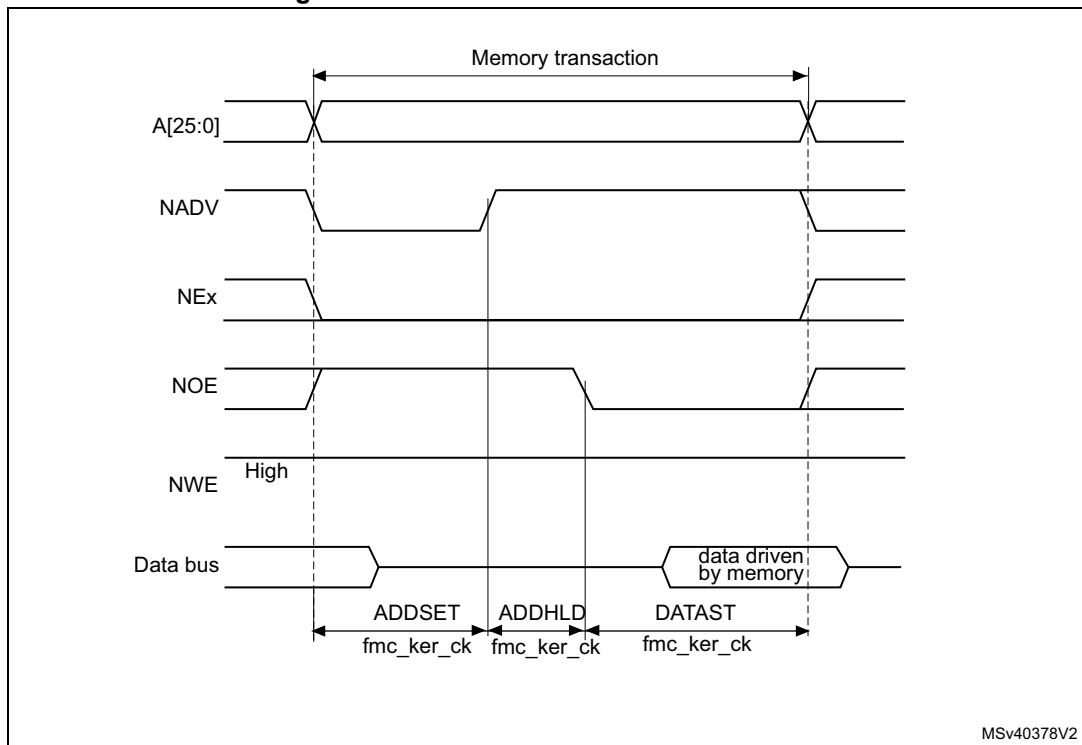 Memory transaction
A[25:0]
NADV
NEx
NOE
High
NWE
Data bus
data driven
by memory
ADDSET ADDHLD DATAST
fmc_ker_ck fmc_ker_ck fmc_ker_ck
MSv40378V2